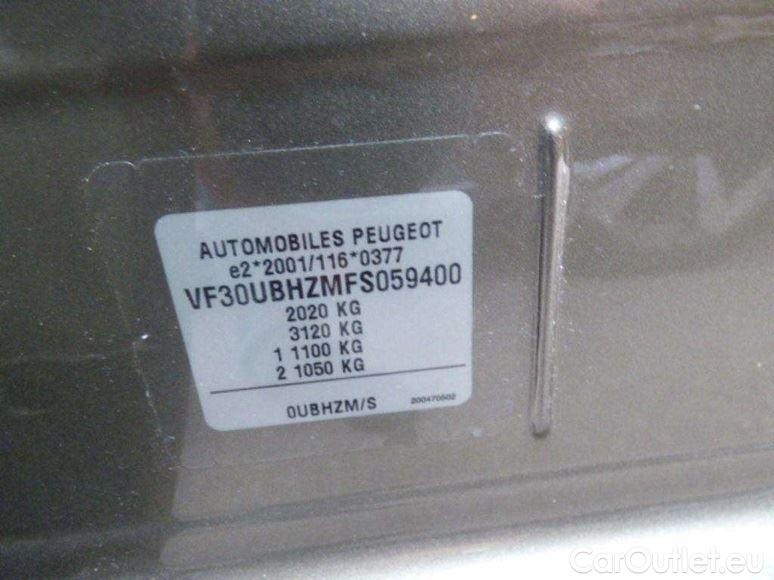 AUTOMOBILES PEUGEOT
e2*2001/116*0377
VF30UBHZMFS059400
2020 KG
3120 KG
1 1100 KG
2 1050 KG
0UBHZM/S
200470502
CarOutlet.eu